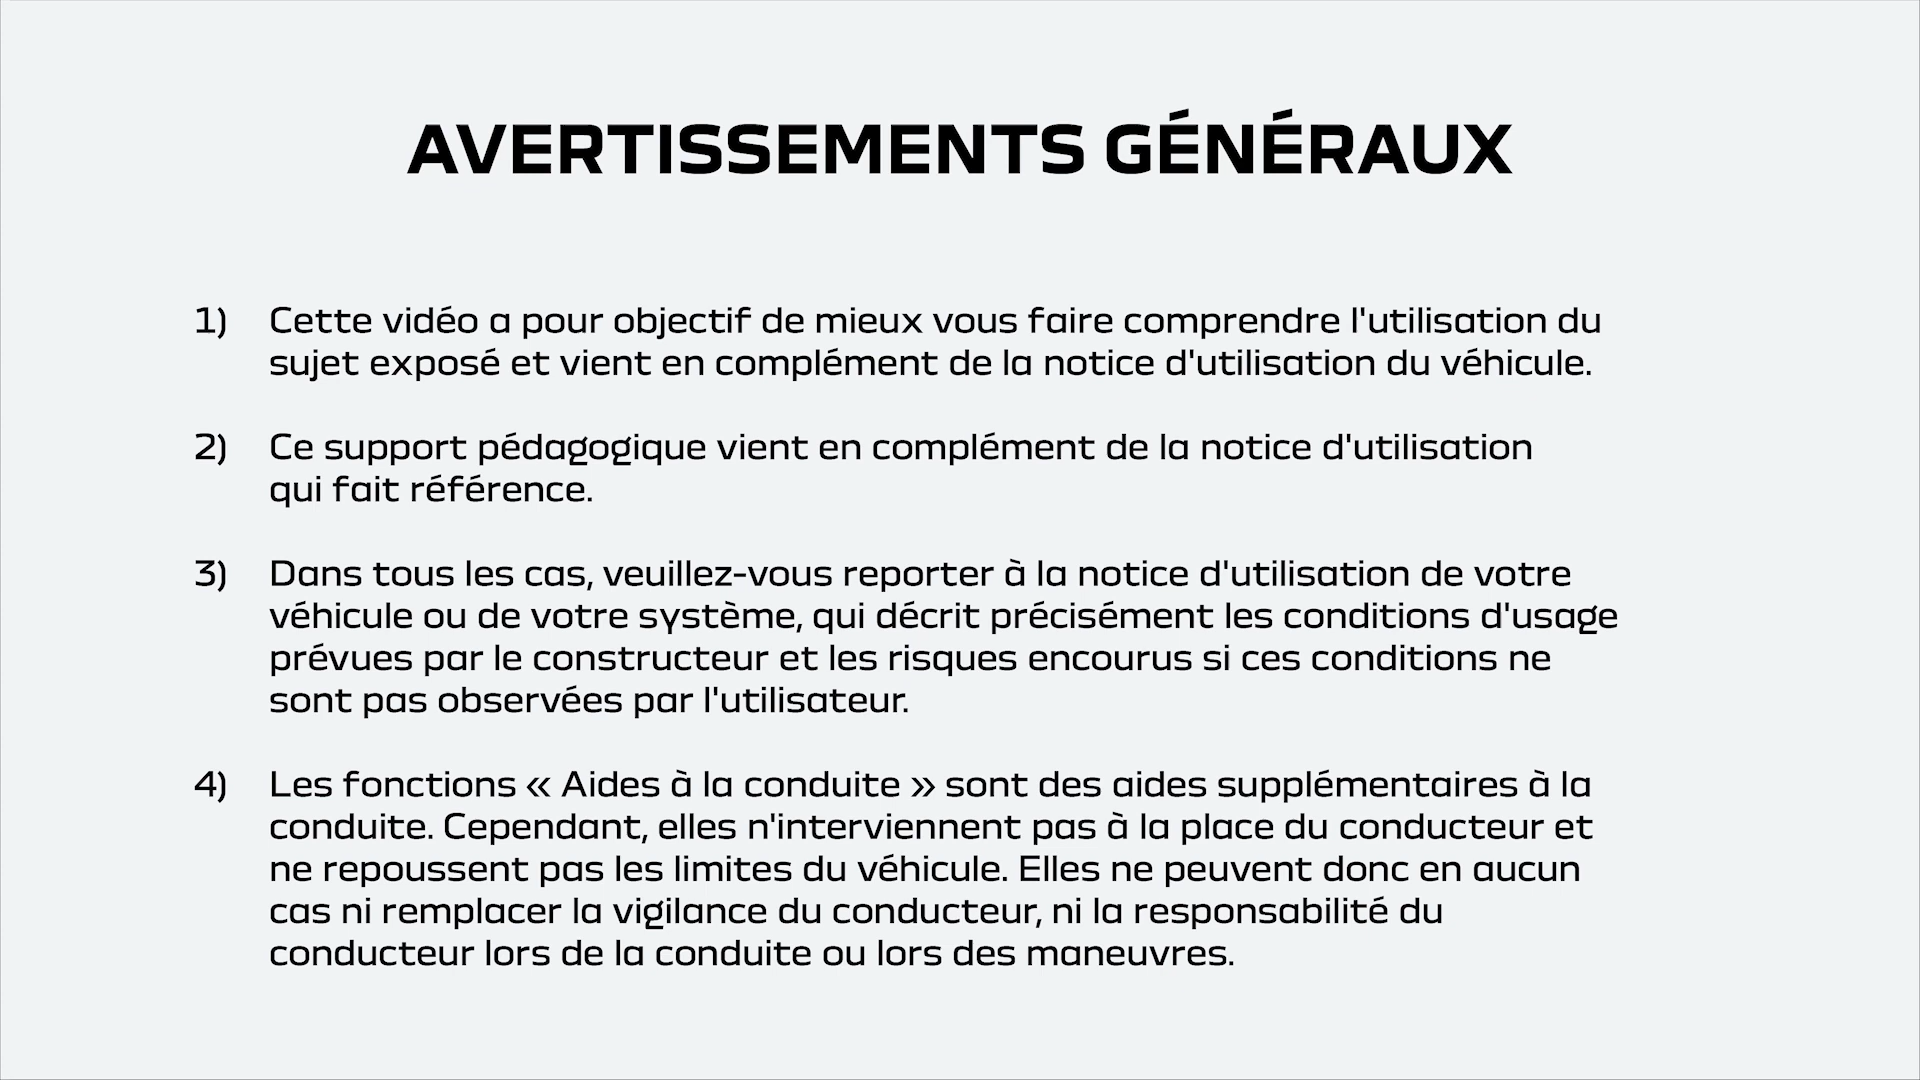 AVERTISSEMENTS GÉNÉRAUX
1) Cette vidéo a pour objectif de mieux vous faire comprendre l'utilisation du
sujet exposé et vient en complément de la notice d'utilisation du véhicule.
2) Ce support pédagogique vient en complément de la notice d'utilisation
qui fait référence.
3) Dans tous les cas, veuillez-vous reporter à la notice d'utilisation de votre
véhicule ou de votre système, qui décrit précisément les conditions d'usage
prévues par le constructeur et les risques encourus si ces conditions ne
sont pas observées par l'utilisateur.
4) Les fonctions « Aides à la conduite » sont des aides supplémentaires à la
conduite. Cependant, elles n'interviennent pas à la place du conducteur et
ne repoussent pas les limites du véhicule. Elles ne peuvent donc en aucun
cas ni remplacer la vigilance du conducteur, ni la responsabilité du
conducteur lors de la conduite ou lors des maneuvres.